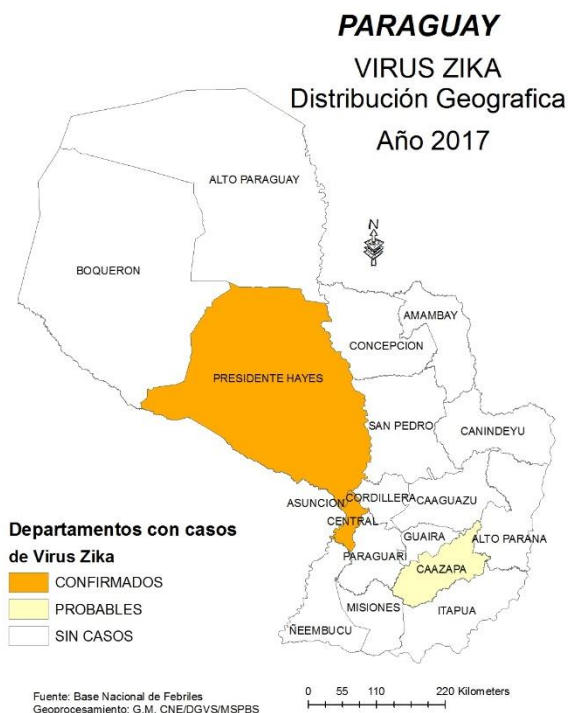 PARAGUAY
VIRUS ZIKA
Distribución Geografica
Año 2017
ALTO PARAGUAY
N
BOQUERON
AMAMBAY
CONCEPCION
PRESIDENTE HAYES
SAN PEDRO
CANINDEYU
ASUNCION
CORDILLERA
CAAGUAZU
CENTRAL
GUAIRA
ALTO PARANA
PARAGUARI
CAAZAPA
MISIONES
ITAPUA
ÑEEMBUCU
Departamentos con casos
de Virus Zika
CONFIRMADOS
PROBABLES
SIN CASOS
Fuente: Base Nacional de Febriles
Geoprocesamiento: G.M. CNE/DGVS/MSPBS
0 55 110 220 Kilometers